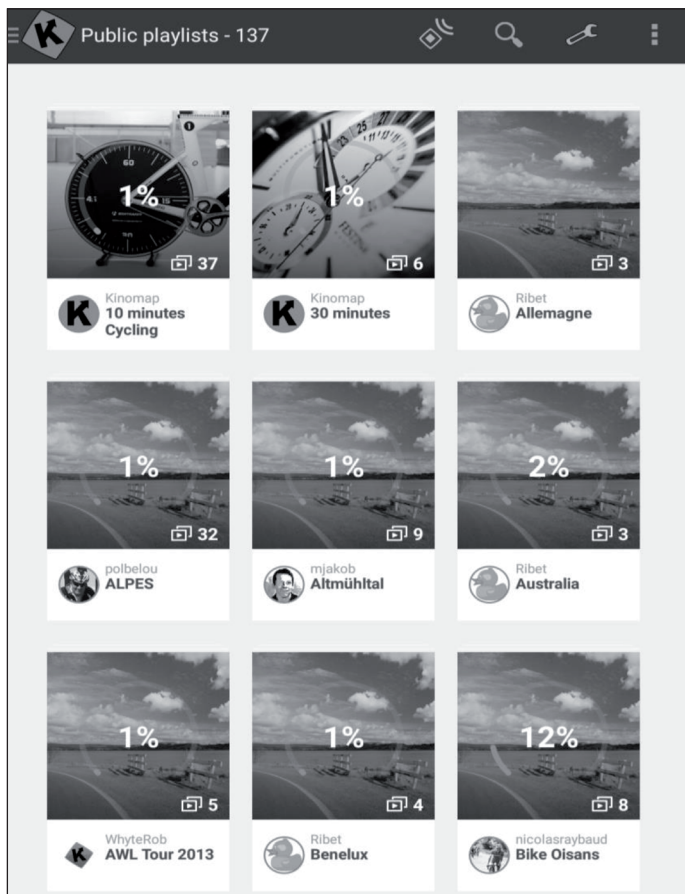 Public playlists - 137
1%
37
Kinomap
10 minutes
Cycling
1%
6
Kinomap
30 minutes
3
Ribet
Allemagne
1%
32
polbelou
ALPES
1%
9
mjakob
Altmühltal
2%
3
Ribet
Australia
1%
5
WhyteRob
AWL Tour 2013
1%
4
Ribet
Benelux
12%
8
nicolasraybaud
Bike Oisans